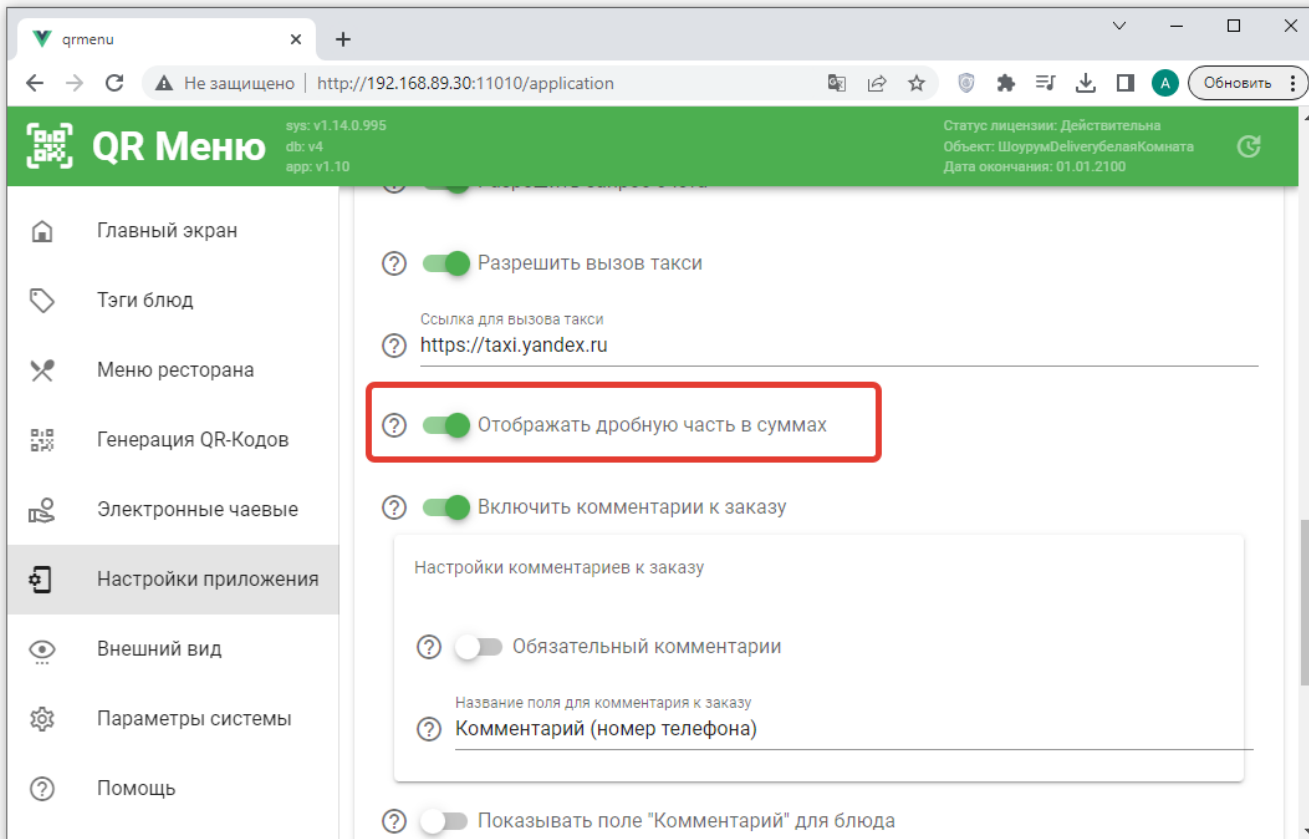 qrmenu
Не защищено http://192.168.89.30:11010/application
A
Обновить
QR Меню
sys: v1.14.0.995
db: v4
app: v1.10
Статус лицензии: Действительна
Объект: ШоурумDeliveryбелаяКомната
Дата окончания: 01.01.2100
Главный экран
Тэги блюд
Меню ресторана
Генерация QR-Кодов
Электронные чаевые
Настройки приложения
Внешний вид
Параметры системы
Помощь
Разрешить вызов такси
Ссылка для вызова такси
https://taxi.yandex.ru
Отображать дробную часть в суммах
Включить комментарии к заказу
Настройки комментариев к заказу
Обязательный комментарии
Название поля для комментария к заказу
Комментарий (номер телефона)
Показывать поле "Комментарий" для блюда